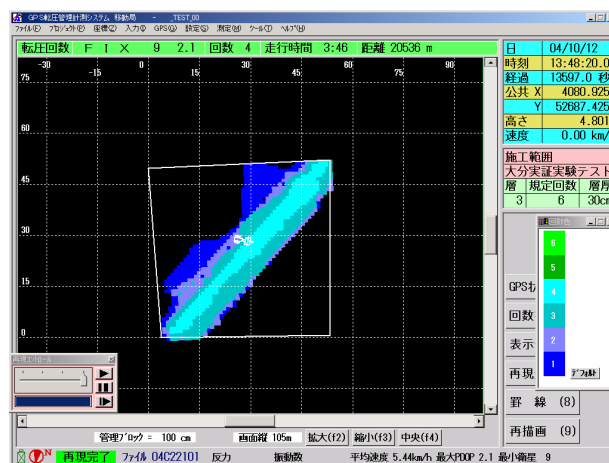 GPS転圧管理計測システム 移動局 - _TEST_00
ファイル(F) プロジェクト(P) 座標(Z) 入力(I) GPS(G) 設定(S) 測定(M) ツール(T) ヘルプ(H)
転圧回数 F I X 9 2.1 回数 4 走行時間 3:46 距離 20536 m
-30 -15 0 15 30 45 60 75 90
75
60
45
30
15
0
日 04/10/12
時刻 13:48:20.0
経過 13597.0 秒
公共 X 4080.925
Y 52687.425
高さ 4.801
速度 0.00 km/
施工範囲
大分実証実験テスト
層 規定回数 層厚
3 6 30cm
6
5
4
3
2
1
デフォルト
GPS
回数
表示
再現
罫 線 (8)
再描画 (9)
再現コントロール
管理ブロック = 100 cm 画面縦 105m 拡大(f2) 縮小(f3) 中央(f4)
N 再現完了 ファイル 04C22101 反力 振動数 平均速度 5.44km/h 最大PDOP 2.1 最小衛星 9